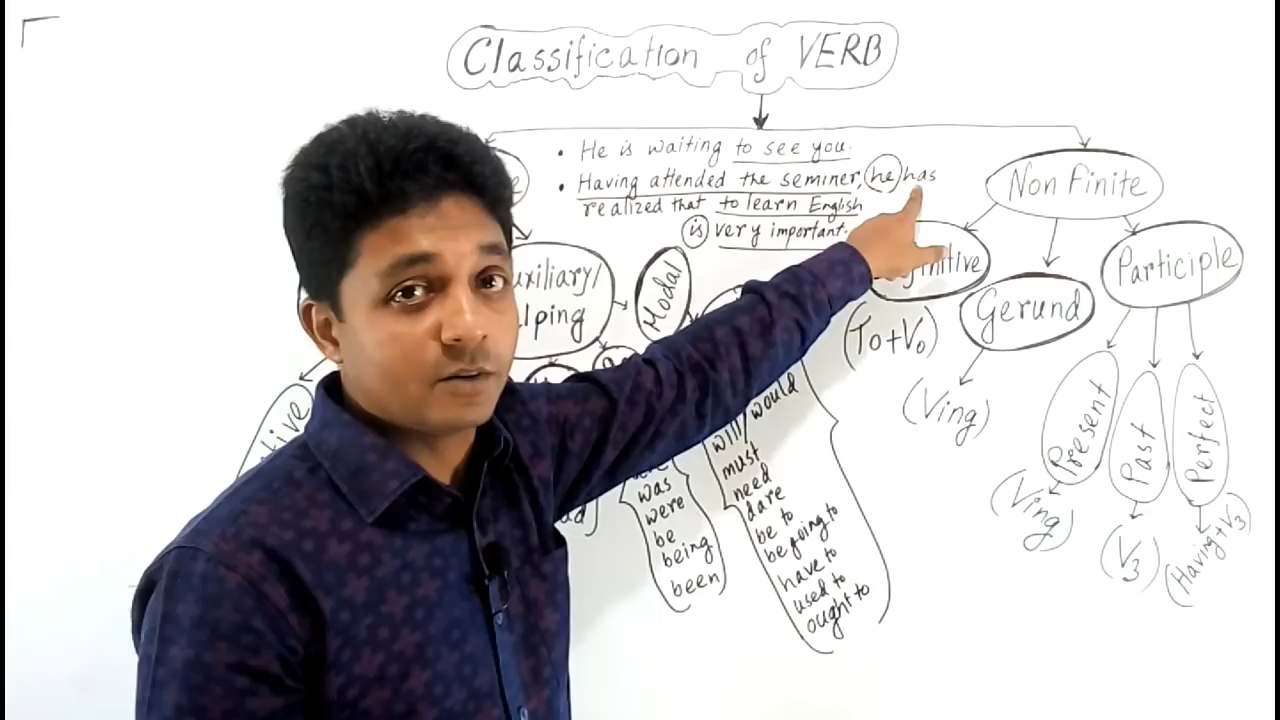 Classification of VERB
• He is waiting to see you.
• Having attended the seminer, he has
realized that to learn English
is very important.
Non Finite
Modal
Participle
Gerund
(To+V₀)
(Ving)
Present
Past
Perfect
(Ving)
(V₃)
(Having+V₃)
was
were
be
being
been
will/would
must
need
dare
be to
be going to
have to
used to
ought to